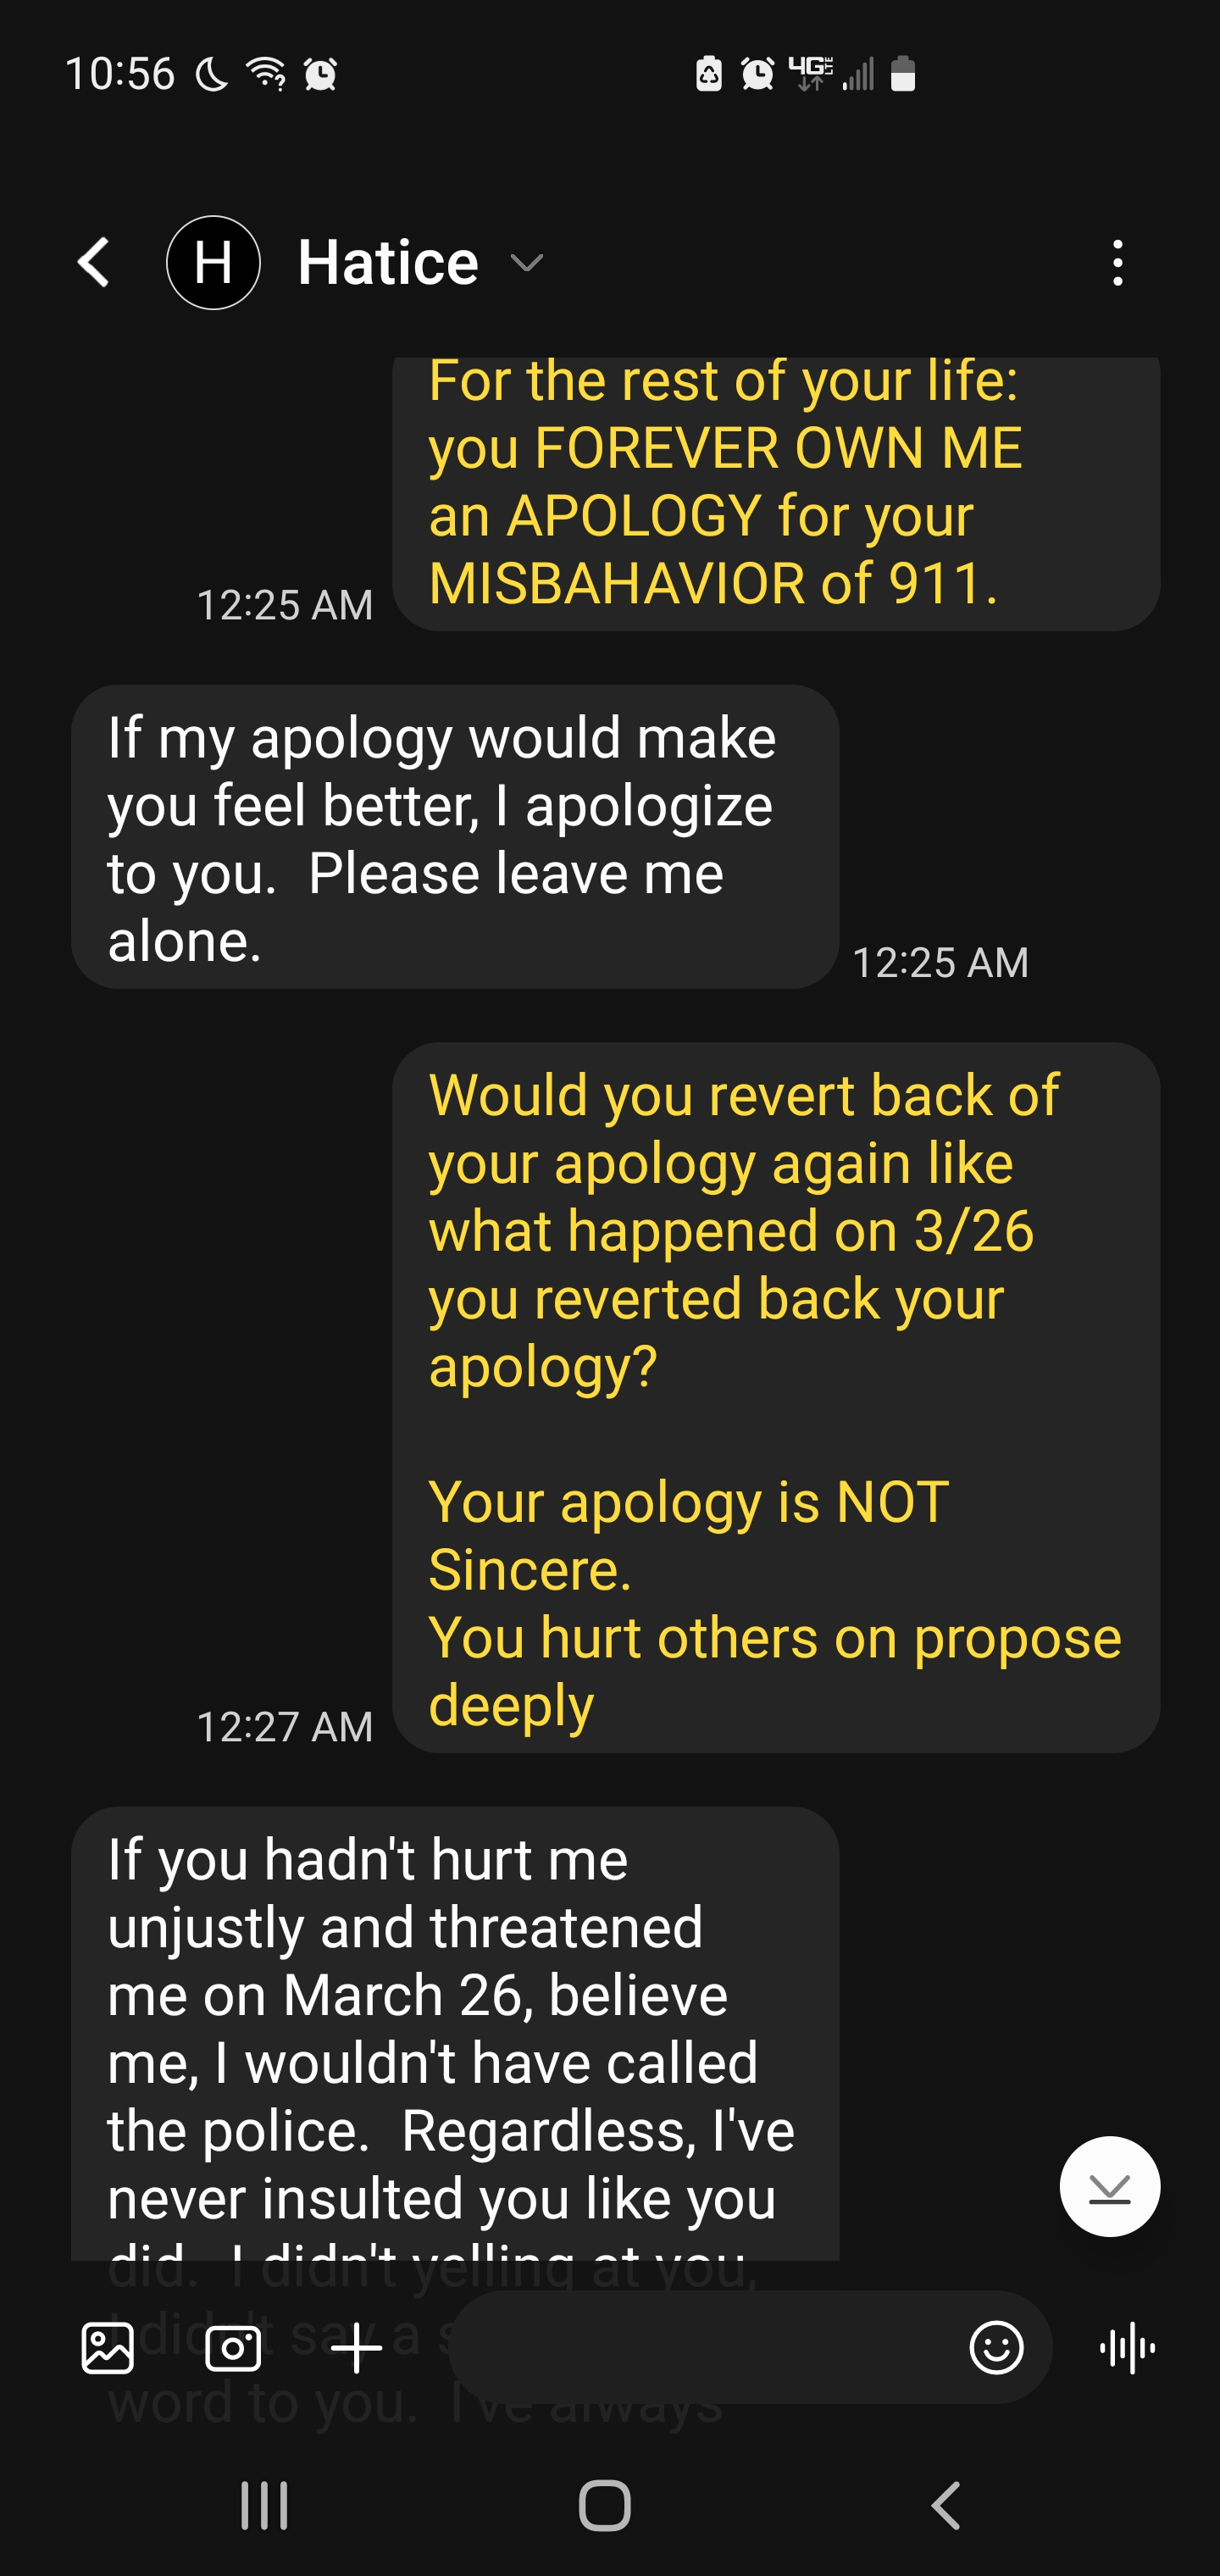 10:56
4G LTE
H Hatice
For the rest of your life:
you FOREVER OWN ME
an APOLOGY for your
MISBAHAVIOR of 911.
12:25 AM
If my apology would make
you feel better, I apologize
to you.  Please leave me
alone.
12:25 AM
Would you revert back of
your apology again like
what happened on 3/26
you reverted back your
apology?
Your apology is NOT
Sincere.
You hurt others on propose
deeply
12:27 AM
If you hadn't hurt me
unjustly and threatened
me on March 26, believe
me, I wouldn't have called
the police.  Regardless, I've
never insulted you like you
did.  I didn't yelling at you,
I didn't say a
word to you.  I've always